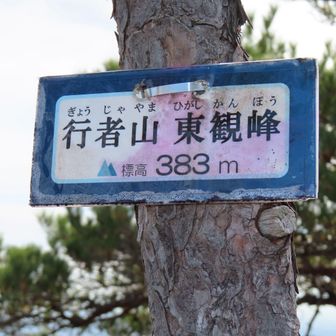 ぎょう じゃ やま ひがし かん ぽう
行者山 東観峰
標高 383 m